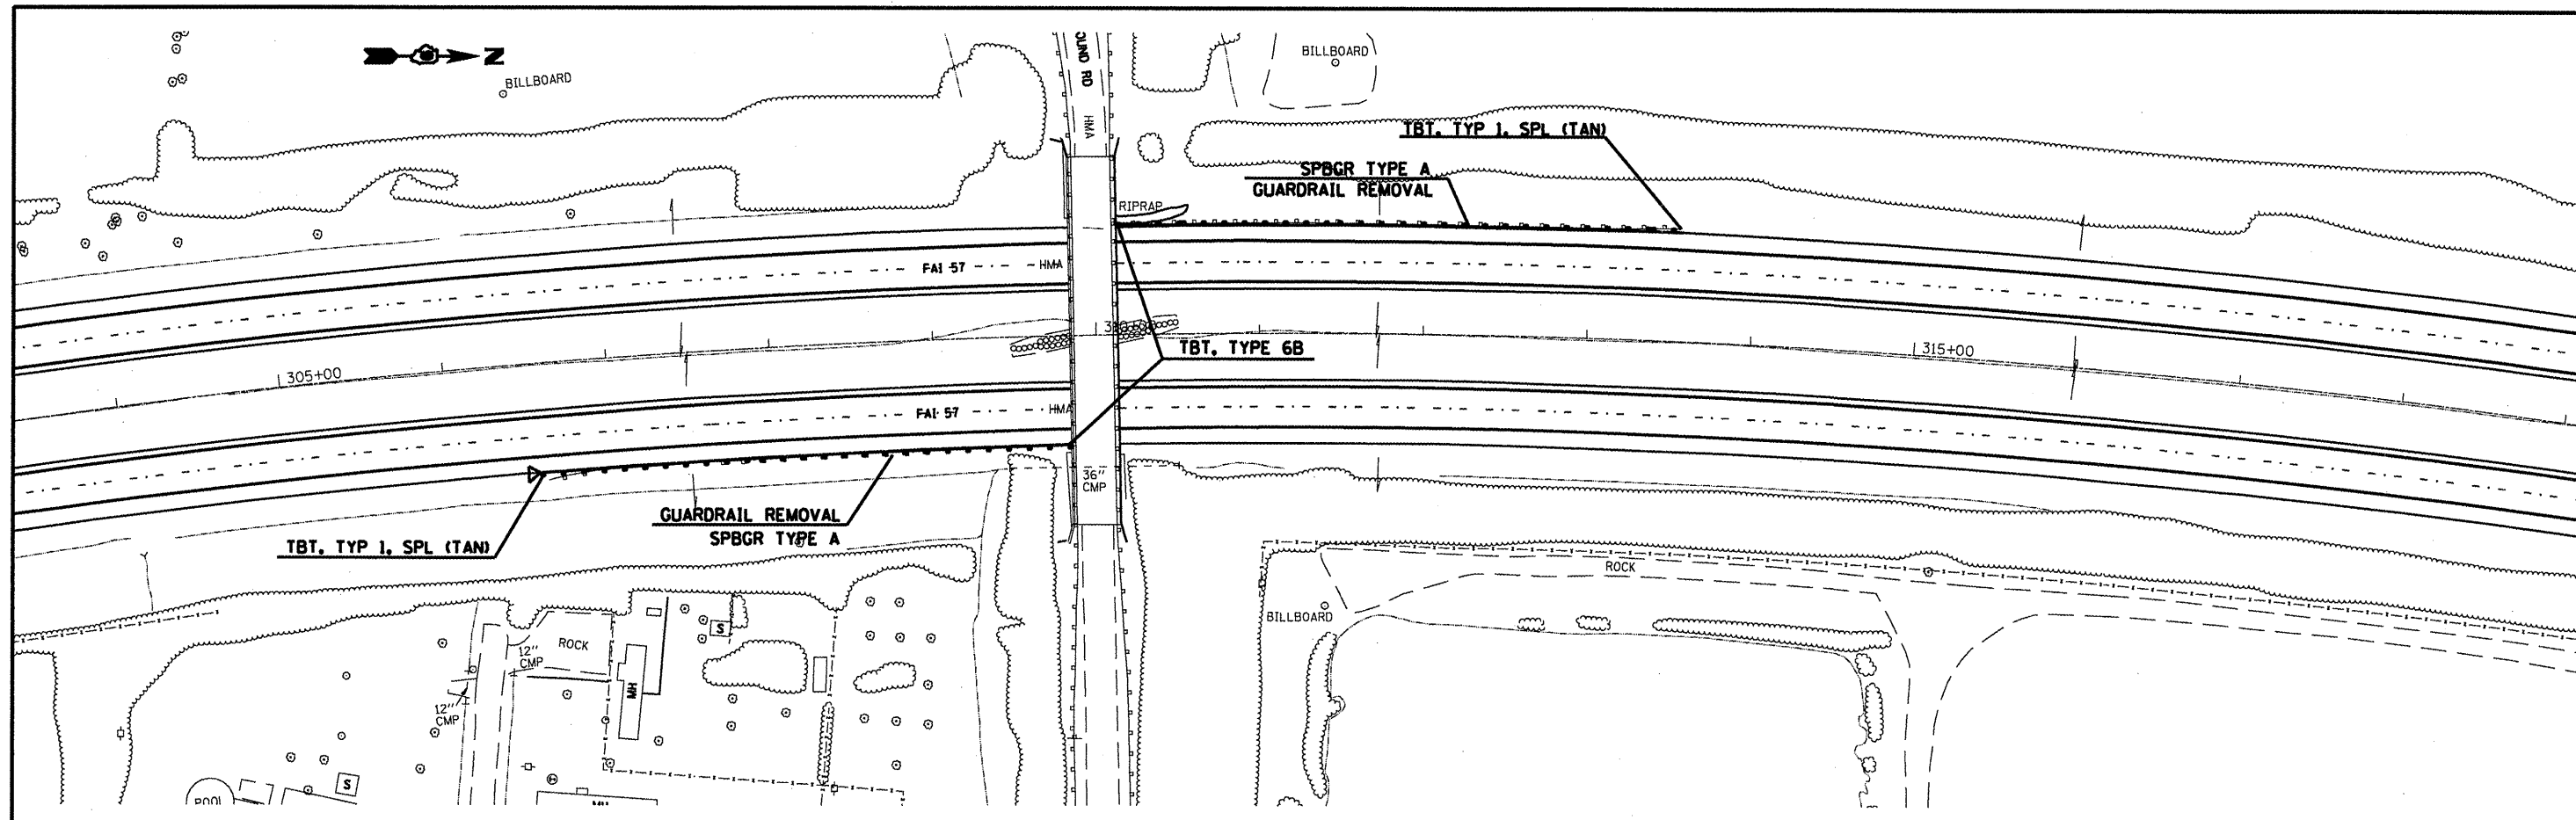 N
BILLBOARD
OUND RD
HMA
BILLBOARD
TBT, TYP 1, SPL (TAN)
SPBGR TYPE A
GUARDRAIL REMOVAL
RIPRAP
FAI 57
HMA
TBT, TYPE 6B
305+00
315+00
FAI 57
HMA
36" CMP
GUARDRAIL REMOVAL
SPBGR TYPE A
TBT, TYP 1, SPL (TAN)
ROCK
BILLBOARD
S
12" CMP
ROCK
MH
12" CMP
S
POOL